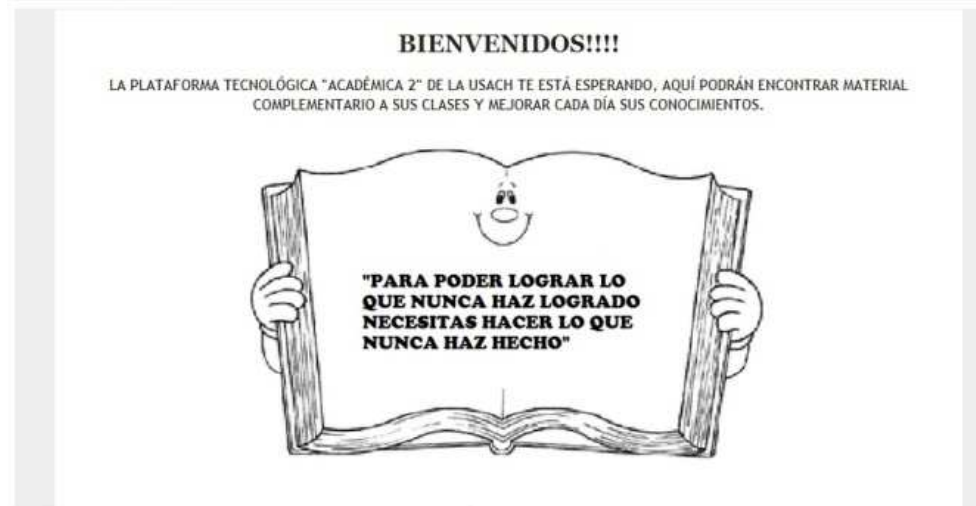 BIENVENIDOS!!!!
LA PLATAFORMA TECNOLÓGICA "ACADÉMICA 2" DE LA USACH TE ESTÁ ESPERANDO, AQUÍ PODRÁN ENCONTRAR MATERIAL
COMPLEMENTARIO A SUS CLASES Y MEJORAR CADA DÍA SUS CONOCIMIENTOS.
"PARA PODER LOGRAR LO
QUE NUNCA HAZ LOGRADO
NECESITAS HACER LO QUE
NUNCA HAZ HECHO"